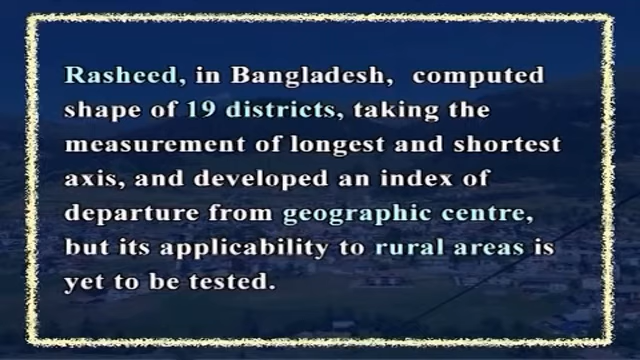 Rasheed, in Bangladesh, computed
shape of 19 districts, taking the
measurement of longest and shortest
axis, and developed an index of
departure from geographic centre,
but its applicability to rural areas is
yet to be tested.